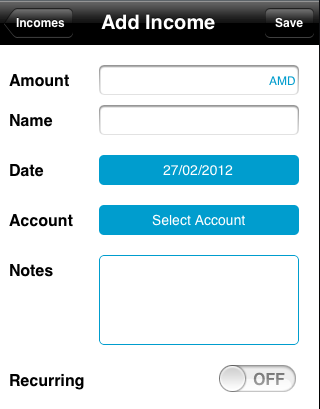 Incomes Add Income Save
Amount AMD
Name
Date 27/02/2012
Account Select Account
Notes
Recurring OFF